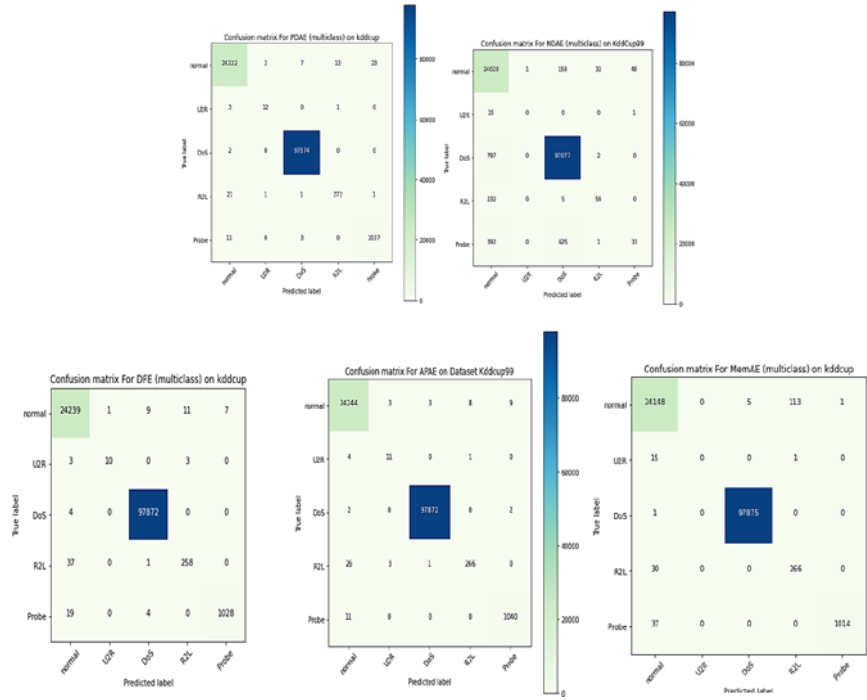 Confusion matrix For PDAE (multiclass) on kddcup
True label
normal 24222 2 7 13 23
U2R 3 12 0 1 0
DoS 2 0 97874 0 0
R2L 21 1 1 272 1
Probe 11 0 3 0 1037
normal U2R DoS R2L Probe
Predicted label
80000
60000
40000
20000
0
Confusion matrix For NDAE (multiclass) on KddCup99
True label
normal 24028 1 158 32 48
U2R 15 0 0 0 1
DoS 797 0 97077 2 0
R2L 232 0 5 59 0
Probe 392 0 625 1 33
normal U2R DoS R2L Probe
Predicted label
80000
60000
40000
20000
0
Confusion matrix For DFE (multiclass) on kddcup
True label
normal 24239 1 9 11 7
U2R 3 10 0 3 0
DoS 4 0 97872 0 0
R2L 37 0 1 258 0
Probe 19 0 4 0 1028
normal U2R DoS R2L Probe
Predicted label
Confusion matrix For APAE on Dataset Kddcup99
True label
normal 24244 3 3 8 9
U2R 4 11 0 1 0
DoS 2 0 97872 0 2
R2L 26 3 1 266 0
Probe 11 0 0 0 1040
normal U2R DoS R2L Probe
Predicted label
80000
60000
40000
20000
0
Confusion matrix For MemAE (multiclass) on kddcup
True label
normal 24148 0 5 113 1
U2R 15 0 0 1 0
DoS 1 0 97875 0 0
R2L 30 0 0 266 0
Probe 37 0 0 0 1014
normal U2R DoS R2L Probe
Predicted label